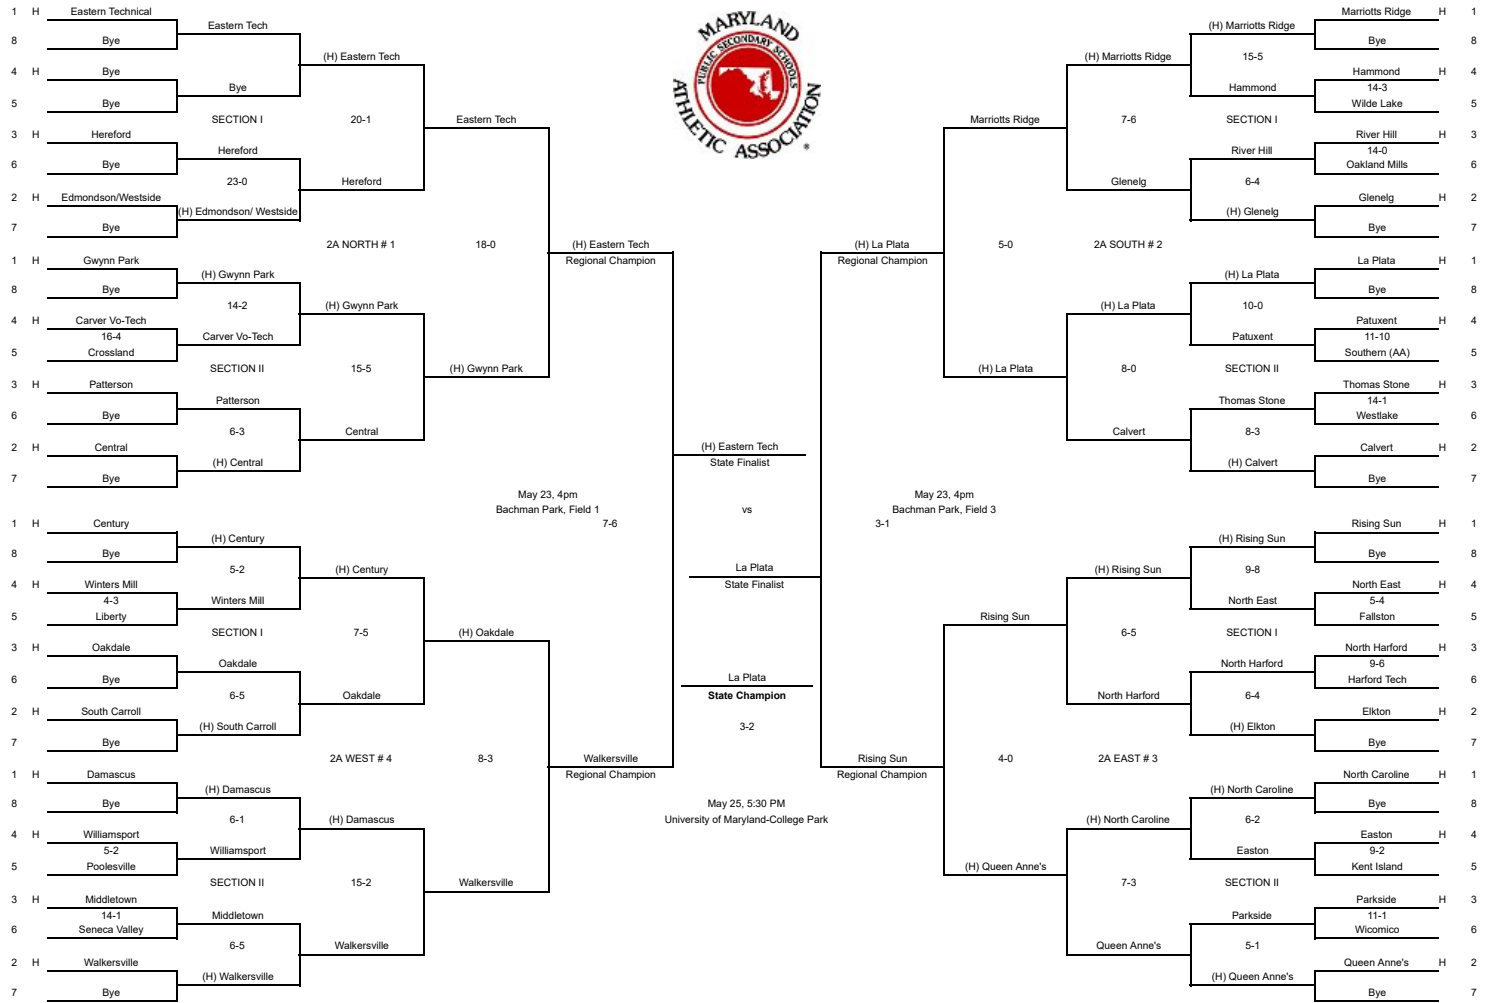 MARYLAND
PUBLIC SECONDARY SCHOOLS
ATHLETIC ASSOCIATION
®
1 H Eastern Technical
Eastern Tech
8 Bye
(H) Eastern Tech
4 H Bye
Bye
5 Bye
SECTION I
20-1
Eastern Tech
3 H Hereford
Hereford
6 Bye
23-0
Hereford
2 H Edmondson/Westside
(H) Edmondson/ Westside
7 Bye
2A NORTH # 1
18-0
(H) Eastern Tech
Regional Champion
1 H Gwynn Park
(H) Gwynn Park
8 Bye
14-2
(H) Gwynn Park
4 H Carver Vo-Tech
16-4
Carver Vo-Tech
5 Crossland
SECTION II
15-5
(H) Gwynn Park
3 H Patterson
Patterson
6 Bye
6-3
Central
2 H Central
(H) Central
7 Bye
May 23, 4pm
Bachman Park, Field 1
7-6
1 H Century
(H) Century
8 Bye
5-2
(H) Century
4 H Winters Mill
4-3
Winters Mill
5 Liberty
SECTION I
7-5
(H) Oakdale
3 H Oakdale
Oakdale
6 Bye
6-5
Oakdale
2 H South Carroll
(H) South Carroll
7 Bye
2A WEST # 4
8-3
Walkersville
Regional Champion
1 H Damascus
(H) Damascus
8 Bye
6-1
(H) Damascus
4 H Williamsport
5-2
Williamsport
5 Poolesville
SECTION II
15-2
Walkersville
3 H Middletown
14-1
Middletown
6 Seneca Valley
6-5
Walkersville
2 H Walkersville
(H) Walkersville
7 Bye
(H) Eastern Tech
State Finalist
vs
La Plata
State Finalist
La Plata
State Champion
3-2
May 25, 5:30 PM
University of Maryland-College Park
Marriotts Ridge H 1
(H) Marriotts Ridge
Bye 8
15-5
(H) Marriotts Ridge
Hammond H 4
14-3
Hammond
Wilde Lake 5
SECTION I
7-6
Marriotts Ridge
River Hill H 3
14-0
River Hill
Oakland Mills 6
6-4
Glenelg
Glenelg H 2
(H) Glenelg
Bye 7
2A SOUTH # 2
5-0
(H) La Plata
Regional Champion
La Plata H 1
(H) La Plata
Bye 8
10-0
(H) La Plata
Patuxent H 4
11-10
Patuxent
Southern (AA) 5
SECTION II
8-0
(H) La Plata
Thomas Stone H 3
14-1
Thomas Stone
Westlake 6
8-3
Calvert
Calvert H 2
(H) Calvert
Bye 7
May 23, 4pm
Bachman Park, Field 3
3-1
Rising Sun H 1
(H) Rising Sun
Bye 8
9-8
(H) Rising Sun
North East H 4
5-4
North East
Fallston 5
SECTION I
6-5
Rising Sun
North Harford H 3
9-6
North Harford
Harford Tech 6
6-4
North Harford
Elkton H 2
(H) Elkton
Bye 7
2A EAST # 3
4-0
Rising Sun
Regional Champion
North Caroline H 1
(H) North Caroline
Bye 8
6-2
(H) North Caroline
Easton H 4
9-2
Easton
Kent Island 5
SECTION II
7-3
(H) Queen Anne's
Parkside H 3
11-1
Parkside
Wicomico 6
5-1
Queen Anne's
Queen Anne's H 2
(H) Queen Anne's
Bye 7